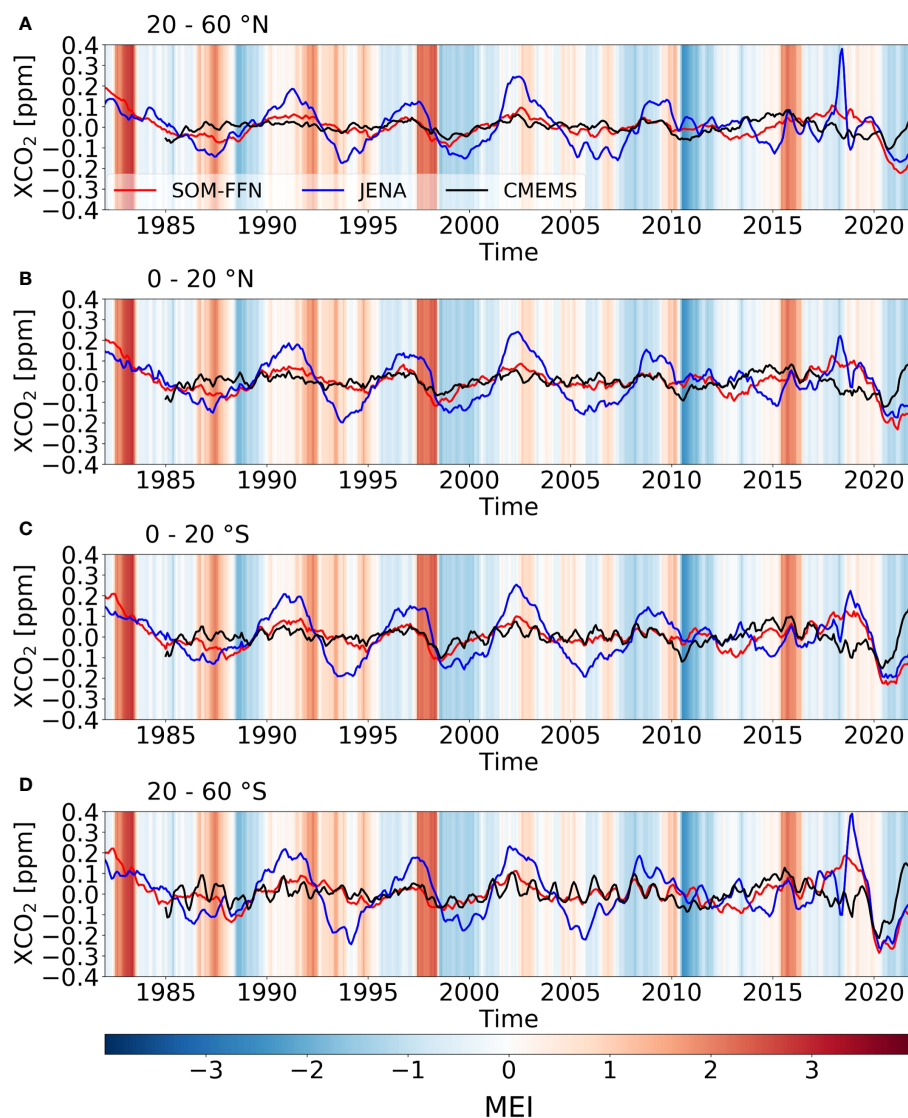 A
20 - 60 °N
XCO2 [ppm]
0.4
0.3
0.2
0.1
0.0
−0.1
−0.2
−0.3
−0.4
SOM-FFN JENA CMEMS
1985 1990 1995 2000 2005 2010 2015 2020
Time
B
0 - 20 °N
XCO2 [ppm]
0.4
0.3
0.2
0.1
0.0
−0.1
−0.2
−0.3
−0.4
1985 1990 1995 2000 2005 2010 2015 2020
Time
C
0 - 20 °S
XCO2 [ppm]
0.4
0.3
0.2
0.1
0.0
−0.1
−0.2
−0.3
−0.4
1985 1990 1995 2000 2005 2010 2015 2020
Time
D
20 - 60 °S
XCO2 [ppm]
0.4
0.3
0.2
0.1
0.0
−0.1
−0.2
−0.3
−0.4
1985 1990 1995 2000 2005 2010 2015 2020
Time
−3 −2 −1 0 1 2 3
MEI